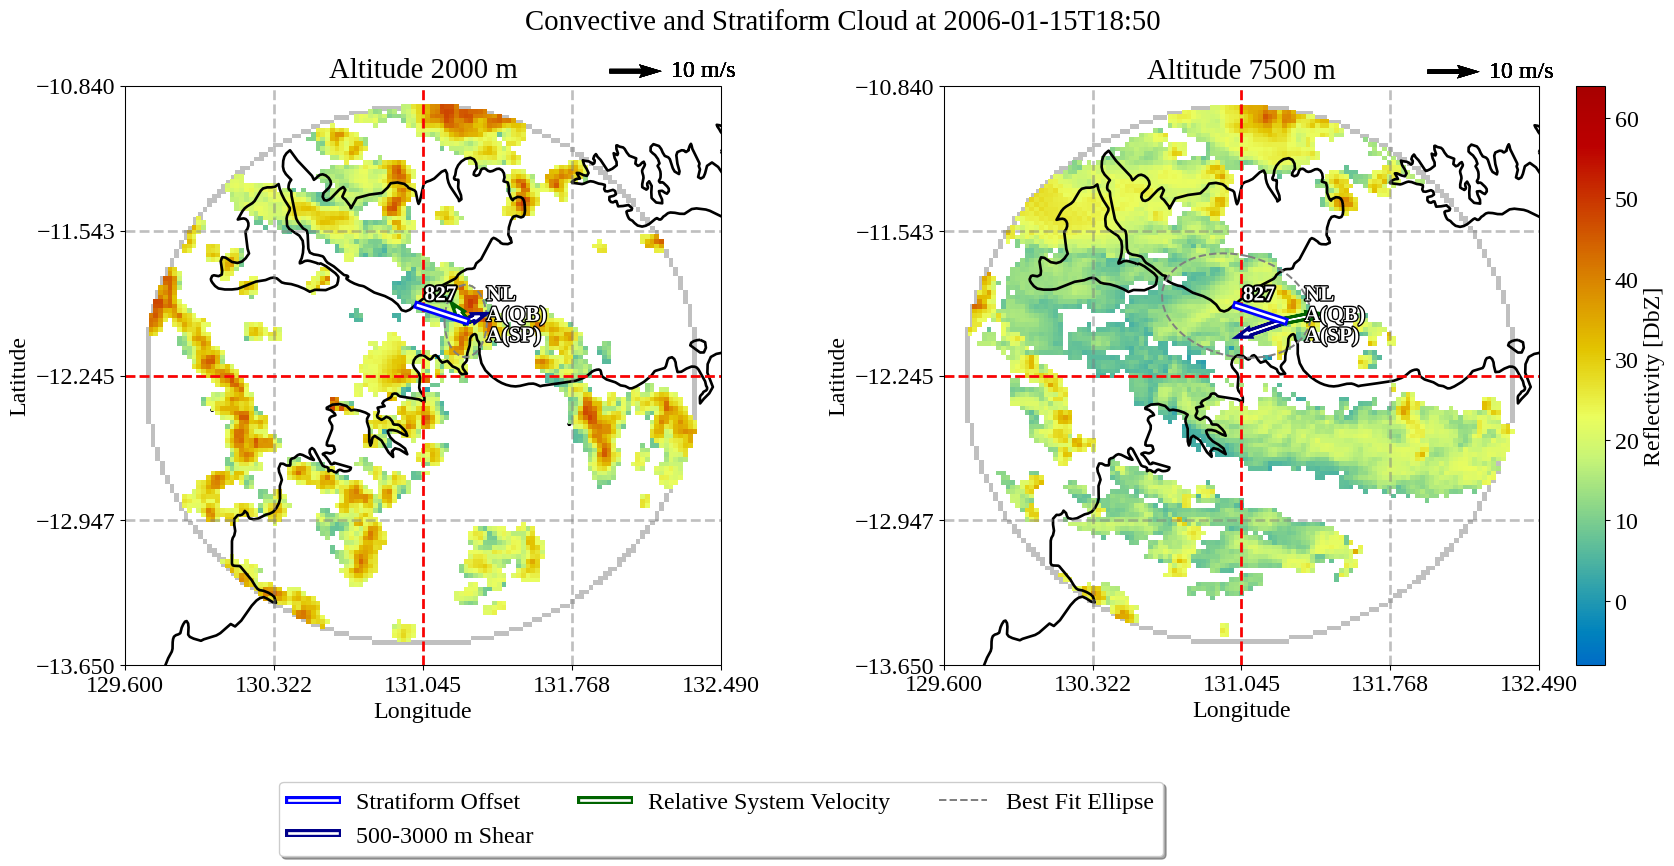 Convective and Stratiform Cloud at 2006-01-15T18:50
Altitude 2000 m
10 m/s
Altitude 7500 m
10 m/s
−10.840
−11.543
−12.245
−12.947
−13.650
Latitude
129.600
130.322
131.045
131.768
132.490
Longitude
827
NL
A(QB)
A(SP)
−10.840
−11.543
−12.245
−12.947
−13.650
Latitude
129.600
130.322
131.045
131.768
132.490
Longitude
827
NL
A(QB)
A(SP)
60
50
40
30
20
10
0
Reflectivity [DbZ]
Stratiform Offset
Relative System Velocity
Best Fit Ellipse
500-3000 m Shear